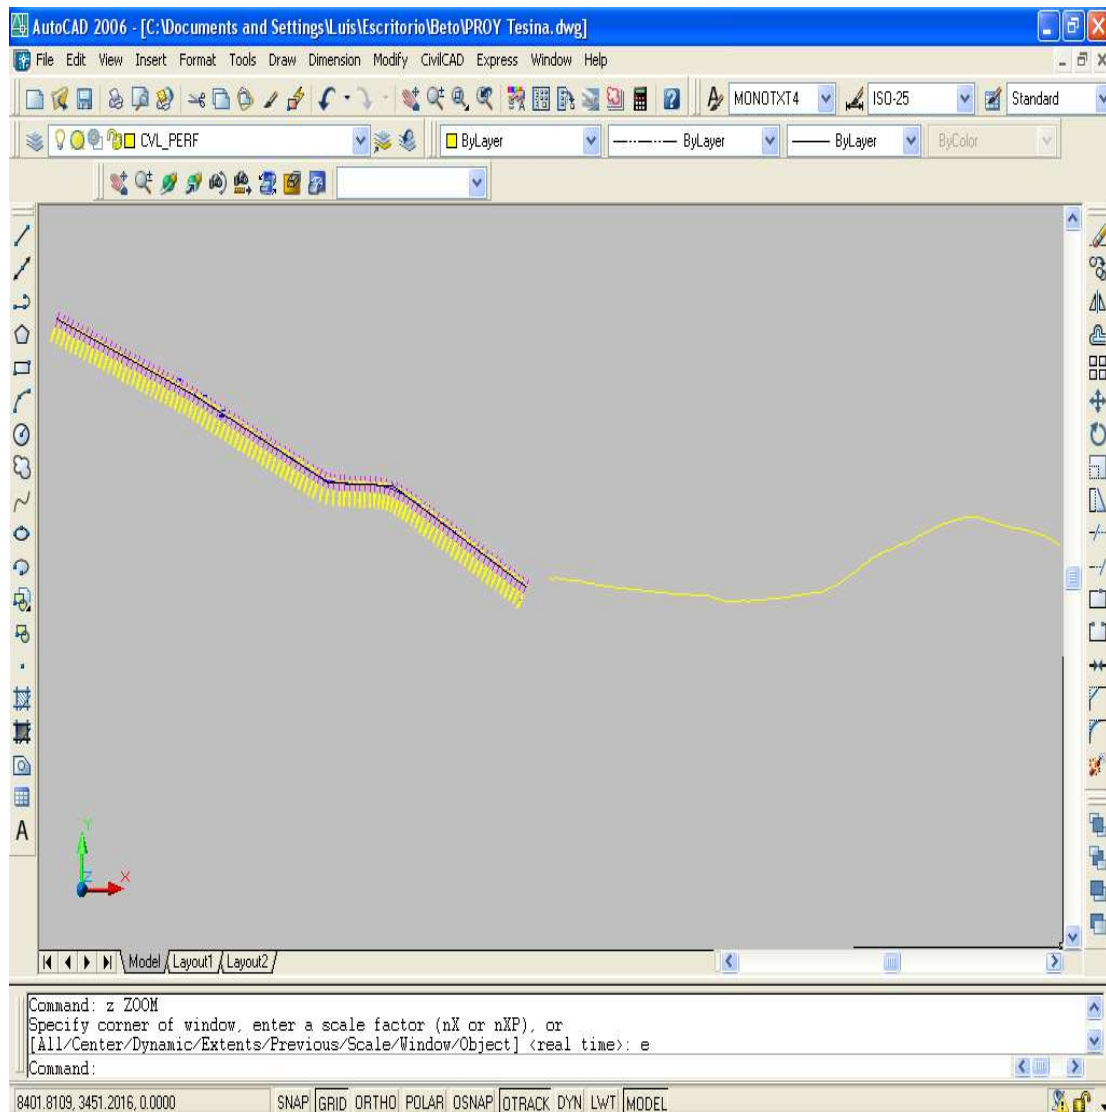 AutoCAD 2006 - [C:\Documents and Settings\Luis\Escritorio\Beto\PROY Tesina.dwg]
File Edit View Insert Format Tools Draw Dimension Modify CivilCAD Express Window Help
MONOTXT4 ISO-25 Standard
CVL_PERF ByLayer ByLayer ByLayer ByColor
Y
Z X
Model Layout1 Layout2
Command: z ZOOM
Specify corner of window, enter a scale factor (nX or nXP), or
[All/Center/Dynamic/Extents/Previous/Scale/Window/Object] <real time>: e
Command:
8401.8109, 3451.2016, 0.0000 SNAP GRID ORTHO POLAR OSNAP OTRACK DYN LWT MODEL